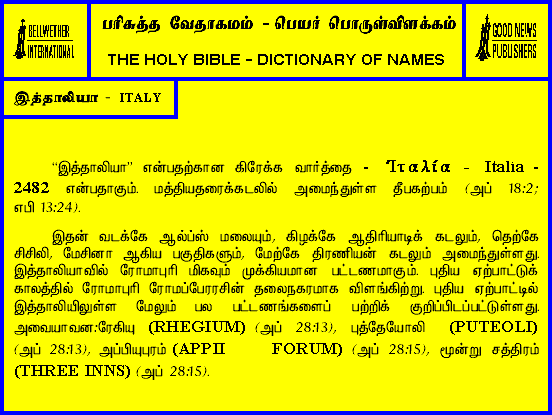 BELLWETHER
INTERNATIONAL
பரிசுத்த வேதாகமம் - பெயர் பொருள்விளக்கம்
THE HOLY BIBLE - DICTIONARY OF NAMES
GOOD NEWS
PUBLISHERS
இத்தாலியா - ITALY
“இத்தாலியா” என்பதற்கான கிரேக்க வார்த்தை - Ἰταλία - Italia -
2482 என்பதாகும். மத்தியதரைக்கடலில் அமைந்துள்ள தீபகற்பம் (அப் 18:2;
எபி 13:24).
இதன் வடக்கே ஆல்ப்ஸ் மலையும், கிழக்கே ஆதிரியாடிக் கடலும், தெற்கே
சிசிலி, மேசினா ஆகிய பகுதிகளும், மேற்கே திரணியன் கடலும் அமைந்துள்ளது.
இத்தாலியாவில் ரோமாபுரி மிகவும் முக்கியமான பட்டணமாகும். புதிய ஏற்பாட்டுக்
காலத்தில் ரோமாபுரி ரோமப்பேரரசின் தலைநகரமாக விளங்கிற்று. புதிய ஏற்பாட்டில்
இத்தாலியிலுள்ள மேலும் பல பட்டணங்களைப் பற்றிக் குறிப்பிடப்பட்டுள்ளது.
அவையாவன:ரேகியு (RHEGIUM) (அப் 28:13), புத்தேயோலி (PUTEOLI)
(அப் 28:13), அப்பியுபுரம் (APPII FORUM) (அப் 28:15), மூன்று சத்திரம்
(THREE INNS) (அப் 28:15).